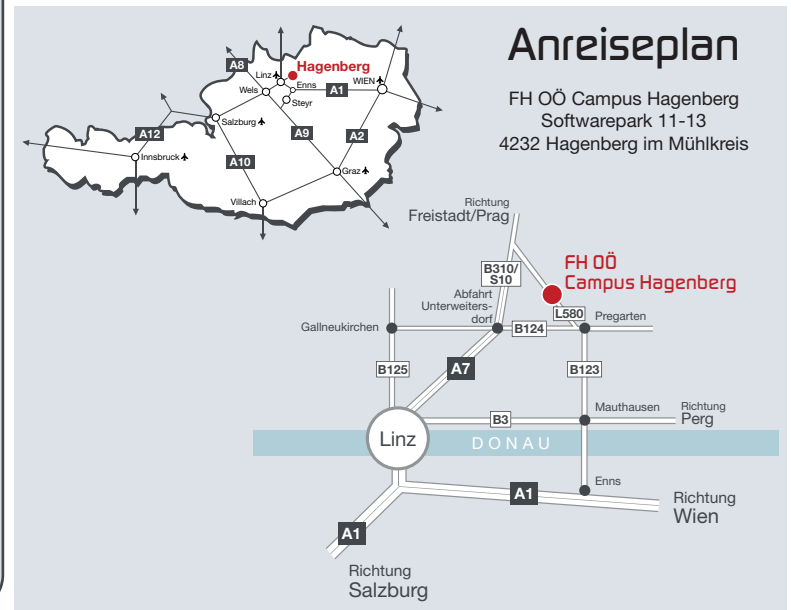 Anreiseplan
FH OÖ Campus Hagenberg
Softwarepark 11-13
4232 Hagenberg im Mühlkreis
A8
Linz
Hagenberg
Wels
Enns
A1
WIEN
Steyr
Salzburg
A12
A9
A2
Innsbruck
A10
Graz
Villach
Richtung
Freistadt/Prag
B310/
S10
FH OÖ
Campus Hagenberg
Abfahrt
Unterweiters-
dorf
L580
Gallneukirchen
B124
Pregarten
B125
A7
B123
Mauthausen
Richtung
Perg
B3
Linz
DONAU
Enns
A1
Richtung
Wien
A1
Richtung
Salzburg